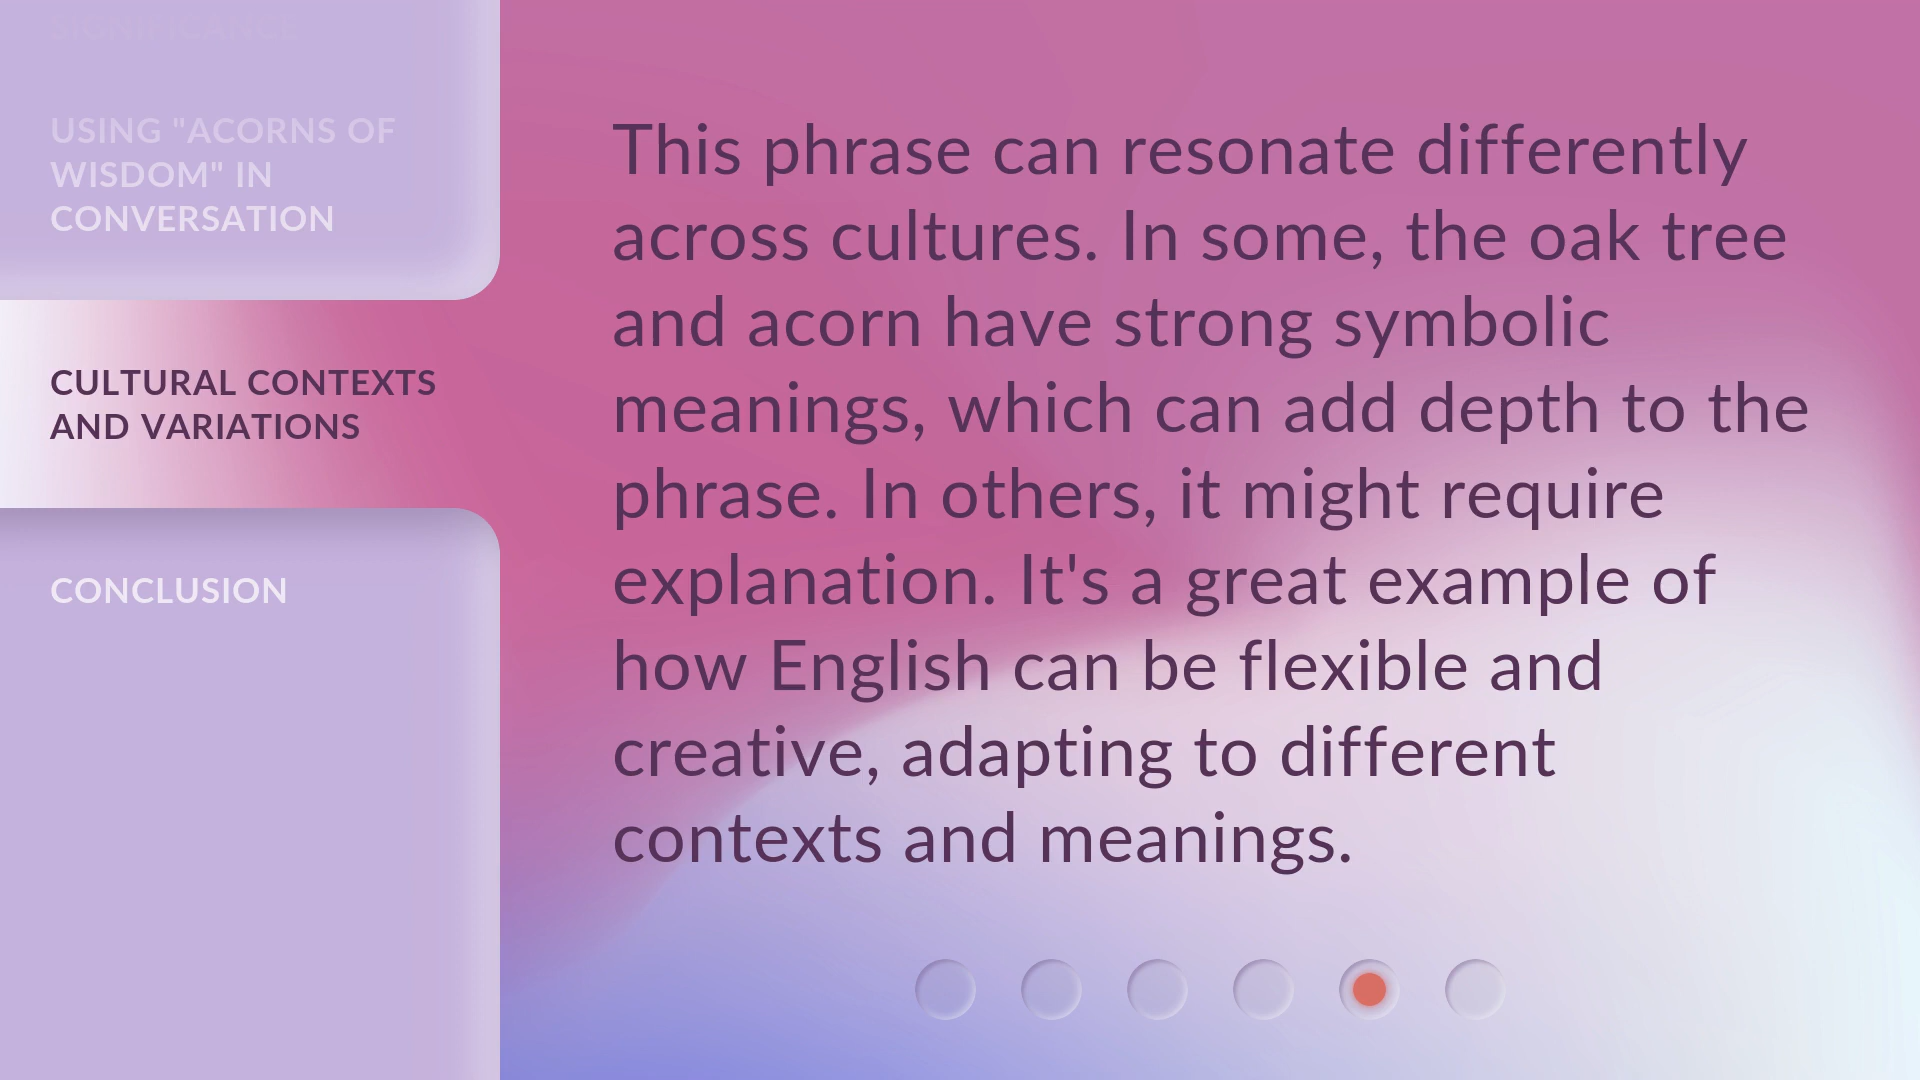 SIGNIFICANCE
USING "ACORNS OF
WISDOM" IN
CONVERSATION
CULTURAL CONTEXTS
AND VARIATIONS
CONCLUSION
This phrase can resonate differently
across cultures. In some, the oak tree
and acorn have strong symbolic
meanings, which can add depth to the
phrase. In others, it might require
explanation. It's a great example of
how English can be flexible and
creative, adapting to different
contexts and meanings.